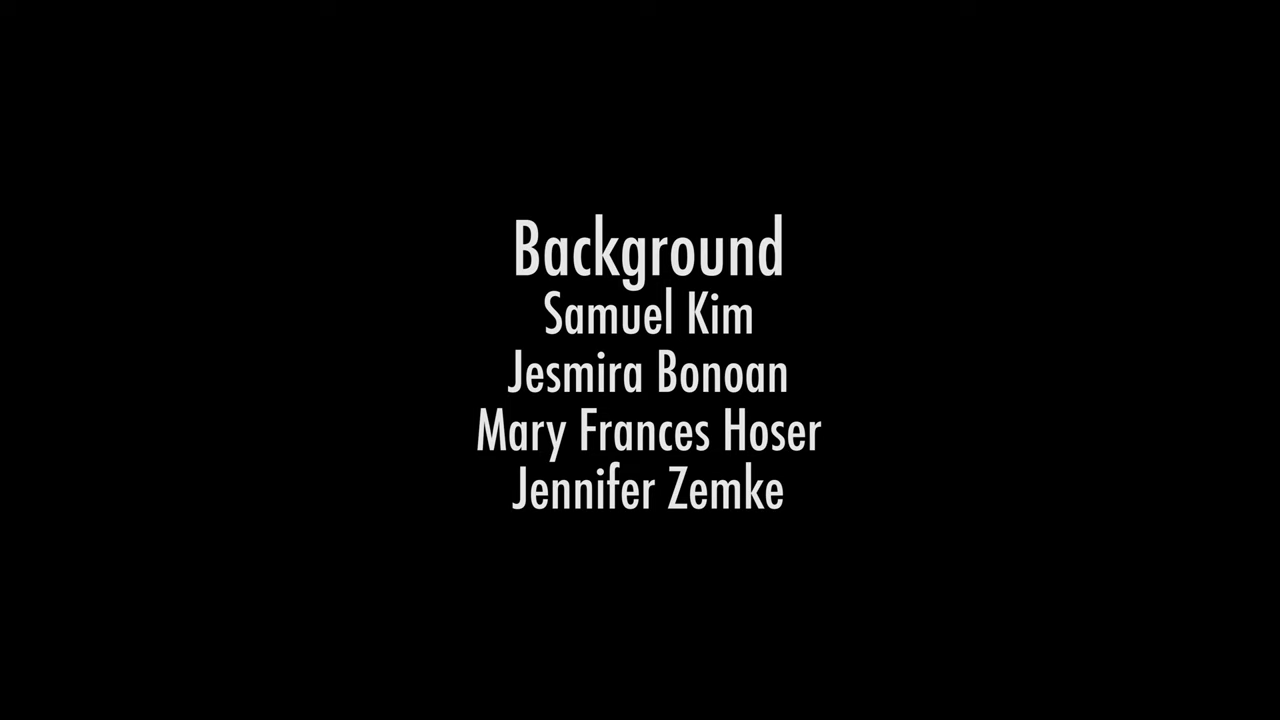 Background
Samuel Kim
Jesmira Bonoan
Mary Frances Hoser
Jennifer Zemke